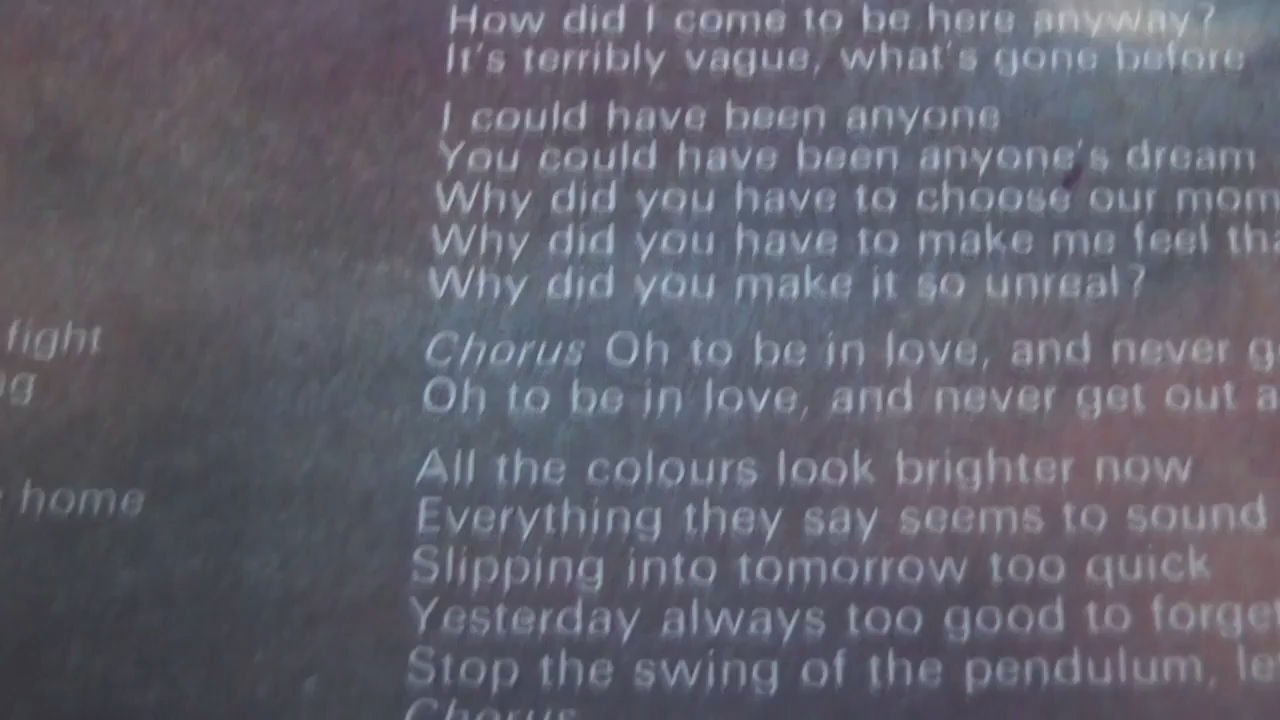 How did I come to be here anyway?
It's terribly vague, what's gone before
I could have been anyone
You could have been anyone's dream
Why did you have to choose our mom
Why did you have to make me feel tha
Why did you make it so unreal?
fight
ng
Chorus Oh to be in love, and never g
Oh to be in love, and never get out a
All the colours look brighter now
home
Everything they say seems to sound
Slipping into tomorrow too quick
Yesterday always too good to forget
Stop the swing of the pendulum, le
Chorus